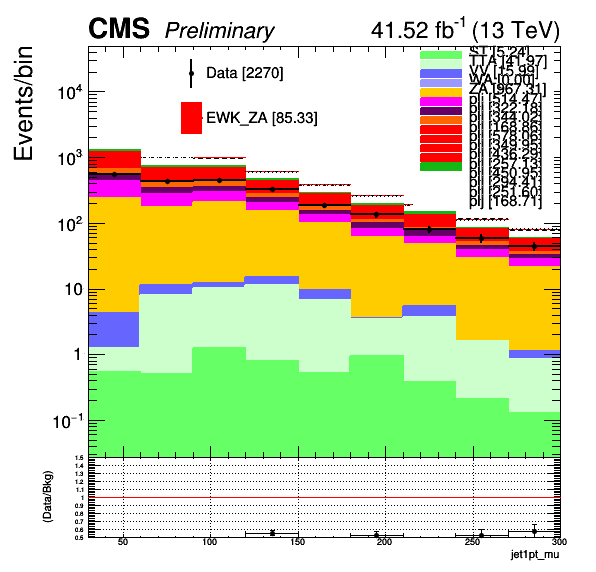 CMS Preliminary 41.52 fb⁻¹ (13 TeV)
Events/bin
Data [2270]
EWK_ZA [85.33]
ST [5.24]
TTA [41.97]
VV [15.99]
WA [0.00]
ZA [967.31]
plj [514.47]
plj [322.18]
plj [344.02]
plj [168.86]
plj [578.06]
plj [349.95]
plj [436.29]
plj [257.13]
plj [450.95]
plj [294.41]
plj [251.60]
plj [168.71]
10⁴
10³
10²
10
1
10⁻¹
(Data/Bkg)
1.5
1.4
1.3
1.2
1.1
1
0.9
0.8
0.7
0.6
0.5
50 100 150 200 250 300
jet1pt_mu